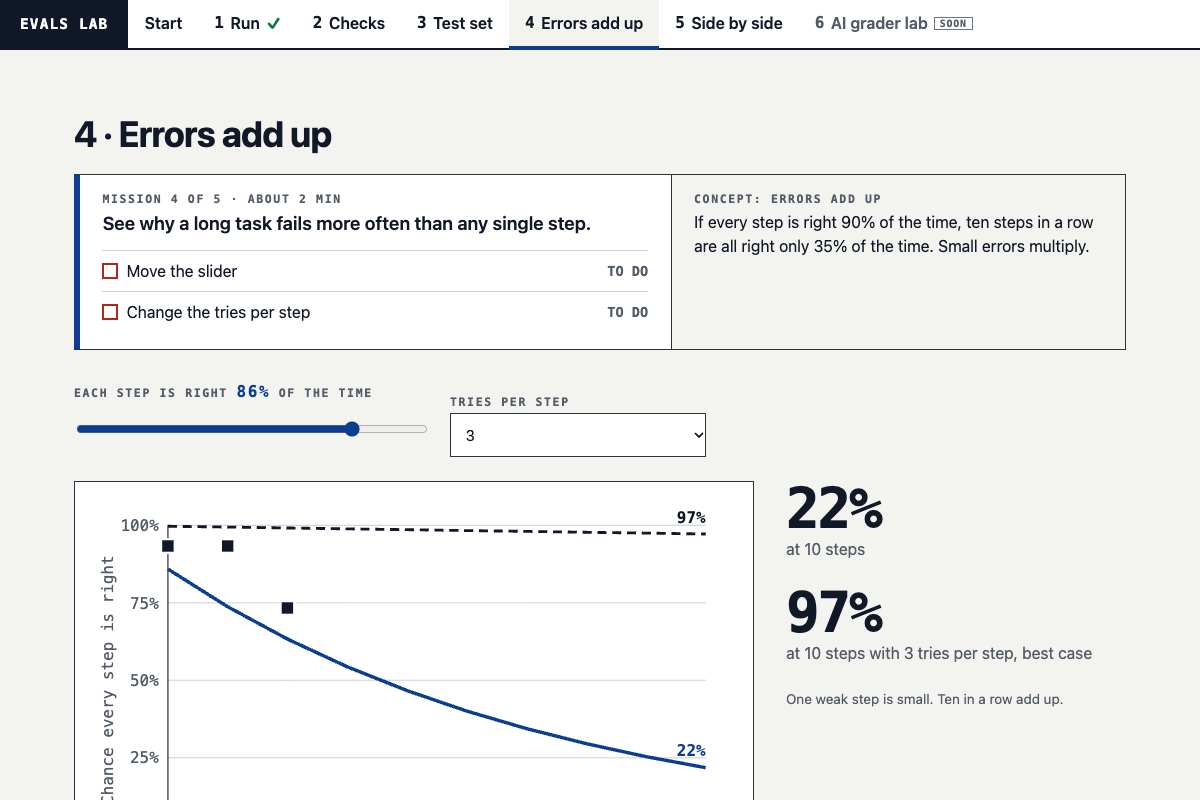 EVALS LAB
Start
1 Run
2 Checks
3 Test set
4 Errors add up
5 Side by side
6 AI grader lab SOON
4 · Errors add up
MISSION 4 OF 5 · ABOUT 2 MIN
See why a long task fails more often than any single step.
Move the slider TO DO
Change the tries per step TO DO
CONCEPT: ERRORS ADD UP
If every step is right 90% of the time, ten steps in a row
are all right only 35% of the time. Small errors multiply.
EACH STEP IS RIGHT 86% OF THE TIME
TRIES PER STEP
3
100%
75%
50%
25%
Chance every step is right
97%
22%
22%
at 10 steps
97%
at 10 steps with 3 tries per step, best case
One weak step is small. Ten in a row add up.